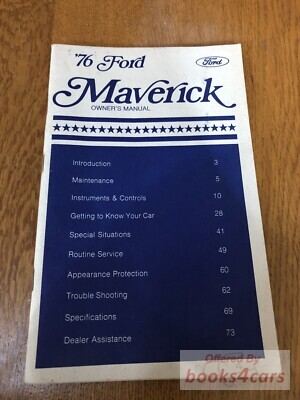 '76 Ford
Ford
Maverick
OWNER'S MANUAL
Introduction 3
Maintenance 5
Instruments & Controls 10
Getting to Know Your Car 28
Special Situations 41
Routine Service 49
Appearance Protection 60
Trouble Shooting 62
Specifications 69
Dealer Assistance 73
Offered By
books4cars